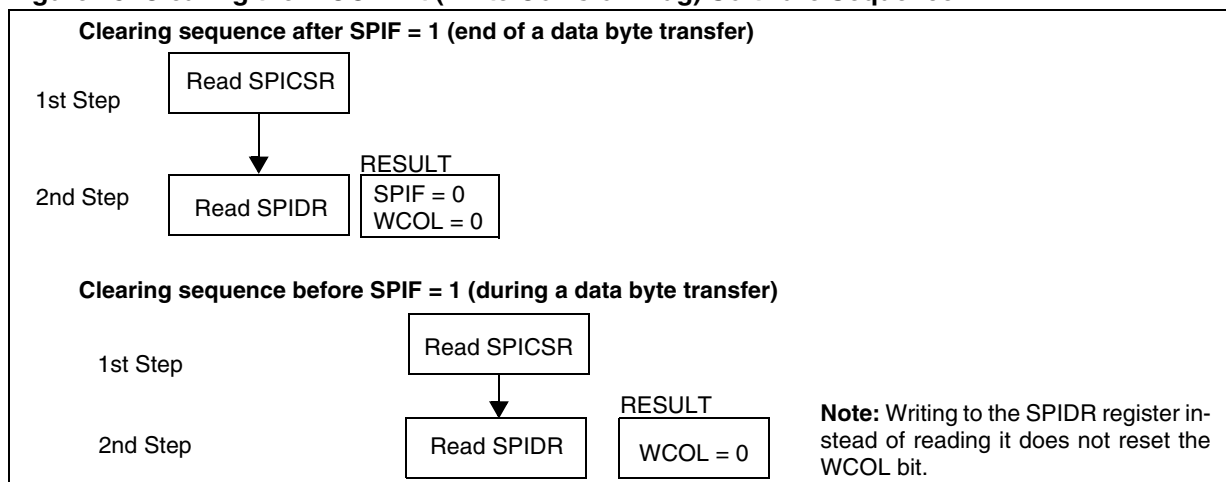 Clearing sequence after SPIF = 1 (end of a data byte transfer)
1st Step
Read SPICSR
2nd Step
Read SPIDR
RESULT
SPIF = 0
WCOL = 0
Clearing sequence before SPIF = 1 (during a data byte transfer)
1st Step
Read SPICSR
2nd Step
Read SPIDR
RESULT
WCOL = 0
Note: Writing to the SPIDR register in-
stead of reading it does not reset the
WCOL bit.